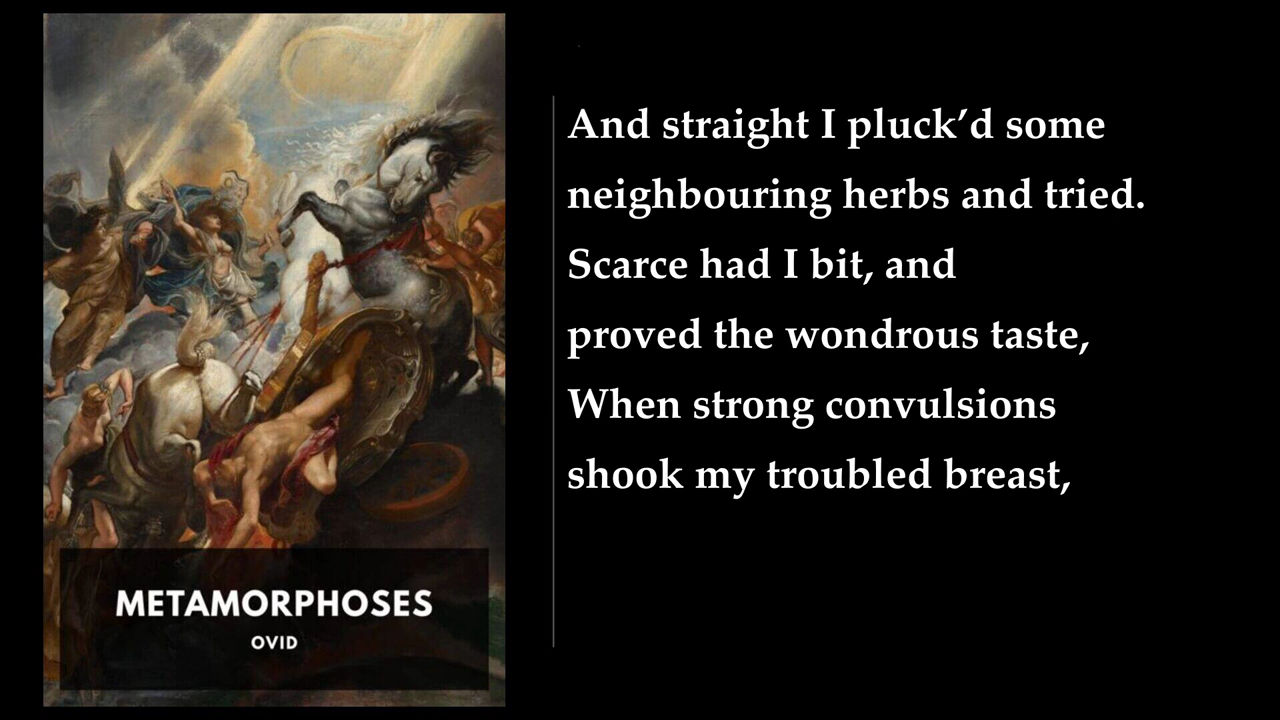 METAMORPHOSES
OVID
And straight I pluck’d some
neighbouring herbs and tried.
Scarce had I bit, and
proved the wondrous taste,
When strong convulsions
shook my troubled breast,